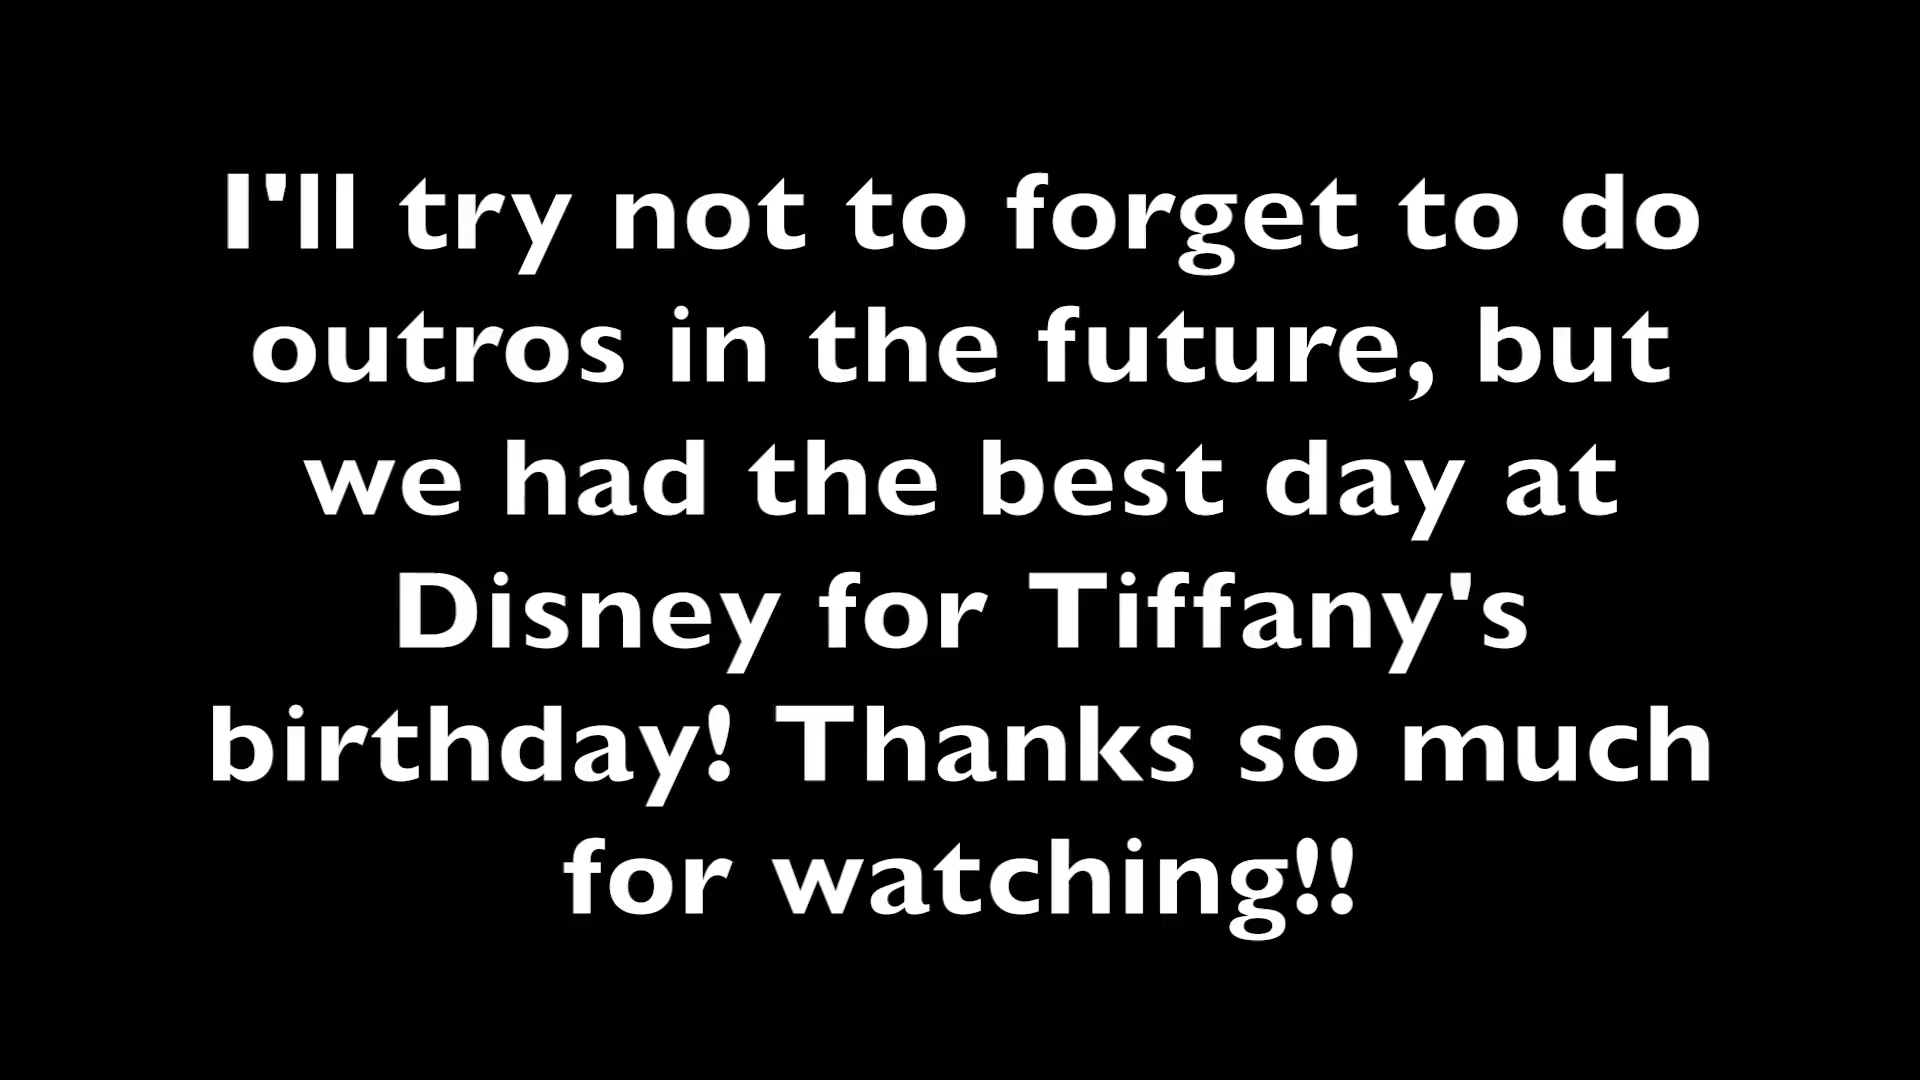 I'll try not to forget to do
outros in the future, but
we had the best day at
Disney for Tiffany's
birthday! Thanks so much
for watching!!